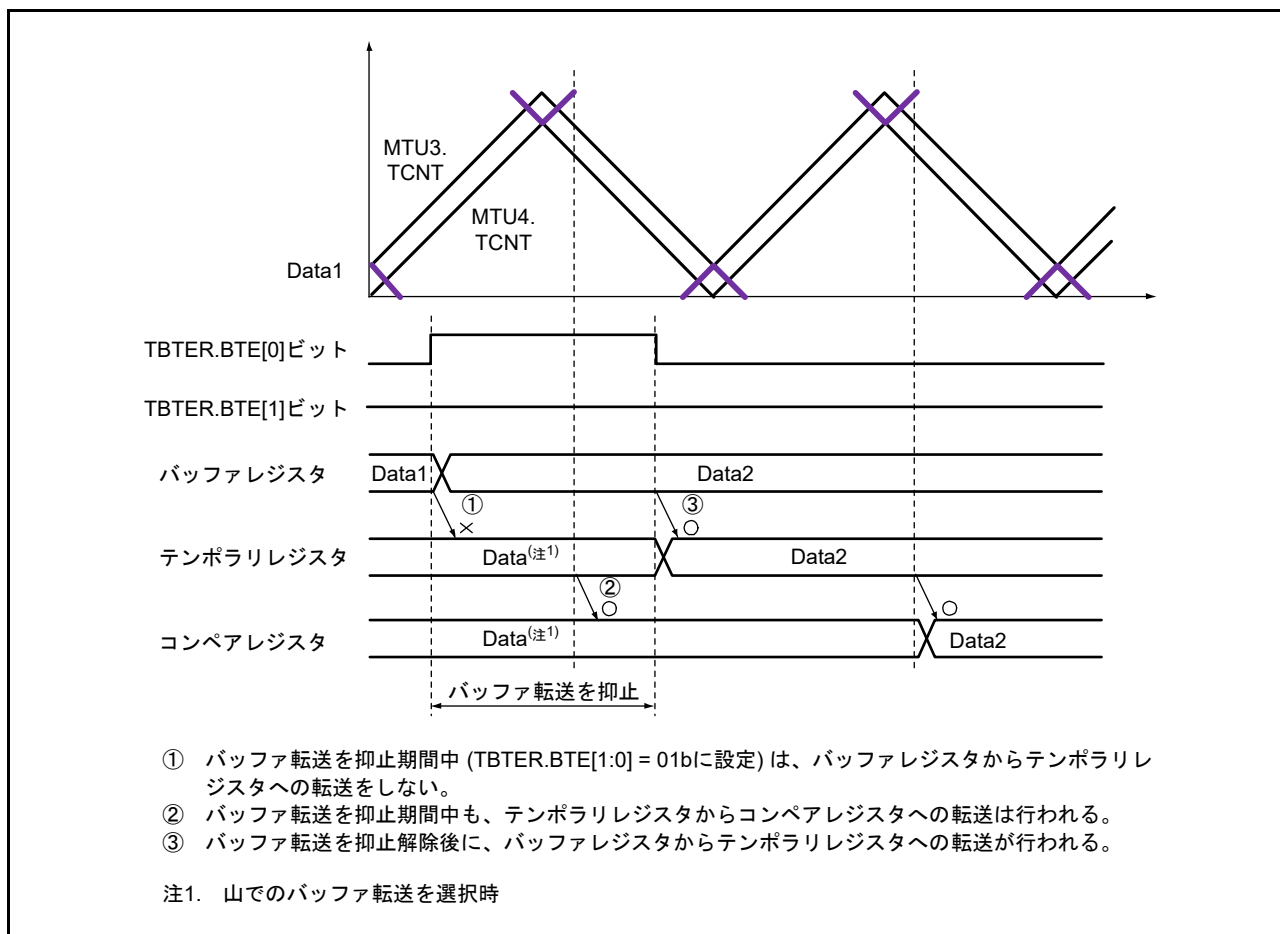 MTU3.
TCNT
MTU4.
TCNT
Data1
TBTER.BTE[0]ビット
TBTER.BTE[1]ビット
バッファレジスタ
Data1
Data2
①
×
③
○
テンポラリレジスタ
Data(注1)
Data2
②
○
○
コンペアレジスタ
Data(注1)
Data2
バッファ転送を抑止
① バッファ転送を抑止期間中 (TBTER.BTE[1:0] = 01bに設定) は、バッファレジスタからテンポラリレ
ジスタへの転送をしない。
② バッファ転送を抑止期間中も、テンポラリレジスタからコンペアレジスタへの転送は行われる。
③ バッファ転送を抑止解除後に、バッファレジスタからテンポラリレジスタへの転送が行われる。
注1. 山でのバッファ転送を選択時